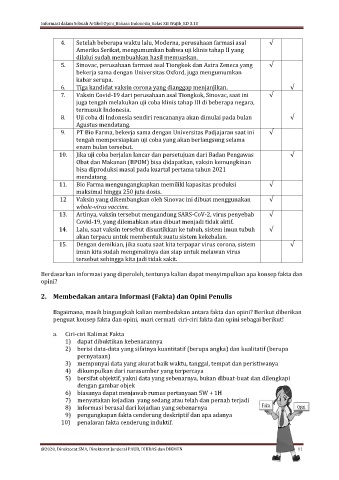 Informasi dalam Sebuah Artikel Opini_Bahasa Indonesia_Kelas XII Wajib_KD 3.10
4. Setelah beberapa waktu lalu, Moderna, perusahaan farmasi asal √
Amerika Serikat, mengumumkan bahwa uji klinis tahap II yang
dilalui sudah membuahkan hasil memuaskan.
5. Sinovac, perusahaan farmasi asal Tiongkok dan Astra Zeneca yang √
bekerja sama dengan Universitas Oxford, juga mengumumkan
kabar serupa.
6. Tiga kandidat vaksin corona yang dianggap menjanjikan. √
7. Vaksin Covid-19 dari perusahaan asal Tiongkok, Sinovac, saat ini √
juga tengah melakukan uji coba klinis tahap III di beberapa negara,
termasuk Indonesia.
8. Uji coba di Indonesia sendiri rencananya akan dimulai pada bulan √
Agustus mendatang.
9. PT Bio Farma, bekerja sama dengan Universitas Padjajaran saat ini √
tengah mempersiapkan uji coba yang akan berlangsung selama
enam bulan tersebut.
10. Jika uji coba berjalan lancar dan persetujuan dari Badan Pengawas √
Obat dan Makanan (BPOM) bisa didapatkan, vaksin kemungkinan
bisa diproduksi masal pada kuartal pertama tahun 2021
mendatang.
11. Bio Farma mengungangkapkan memiliki kapasitas produksi √
maksimal hingga 250 juta dosis.
12 Vaksin yang dikembangkan oleh Sinovac ini dibuat menggunakan √
whole-virus vaccine.
13. Artinya, vaksin tersebut mengandung SARS-CoV-2, virus penyebab √
Covid-19, yang dilemahkan atau dibuat menjadi tidak aktif.
14. Lalu, saat vaksin tersebut disuntikkan ke tubuh, sistem imun tubuh √
akan terpacu untuk membentuk suatu sistem kekebalan.
15. Dengan demikian, jika suatu saat kita terpapar virus corona, sistem √
imun kita sudah mengenalinya dan siap untuk melawan virus
tersebut sehingga kita jadi tidak sakit.
Berdasarkan informasi yang diperoleh, tentunya kalian dapat menyimpulkan apa konsep fakta dan
opini?
2. Membedakan antara Informasi (Fakta) dan Opini Penulis
Bagaimana, masih bingungkah kalian membedakan antara fakta dan opini? Berikut diberikan
penguat konsep fakta dan opini, mari cermati ciri-ciri fakta dan opini sebagai berikut!
a. Ciri-ciri Kalimat Fakta
1) dapat dibuktikan kebenarannya
2) berisi data-data yang sifatnya kuantitatif (berupa angka) dan kualitatif (berupa
pernyataan)
3) mempunyai data yang akurat baik waktu, tanggal, tempat dan peristiwanya
4) dikumpulkan dari narasumber yang terpercaya
5) bersifat objektif, yakni data yang sebenarnya, bukan dibuat-buat dan dilengkapi
dengan gambar objek
6) biasanya dapat menjawab rumus pertanyaan 5W + 1H
7) menyatakan kejadian yang sedang atau telah dan pernah terjadi
8) informasi berasal dari kejadian yang sebenarnya
9) pengungkapan fakta cenderung deskriptif dan apa adanya
10) penalaran fakta cenderung induktif.
Fakta
Opini
@2020, Direktorat SMA, Direktorat Jenderal PAUD, DIKDAS dan DIKMEN